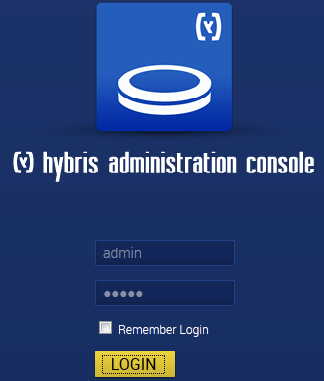 (y)
(y) hybris administration console
admin
•••••
Remember Login
LOGIN